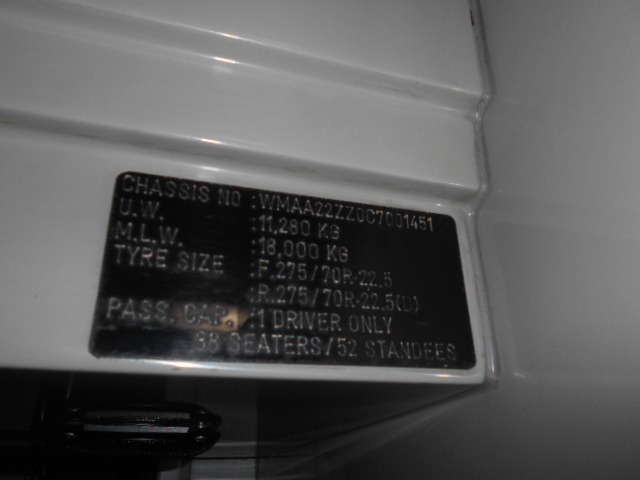 CHASSIS NO :WMAA22ZZ0C7001451
U.W. :11,280 KG
M.L.W. :18,000 KG
TYRE SIZE :F.275/70R-22.5
:R.275/70R-22.5(D)
PASS. CAP. :1 DRIVER ONLY
38 SEATERS/52 STANDEES